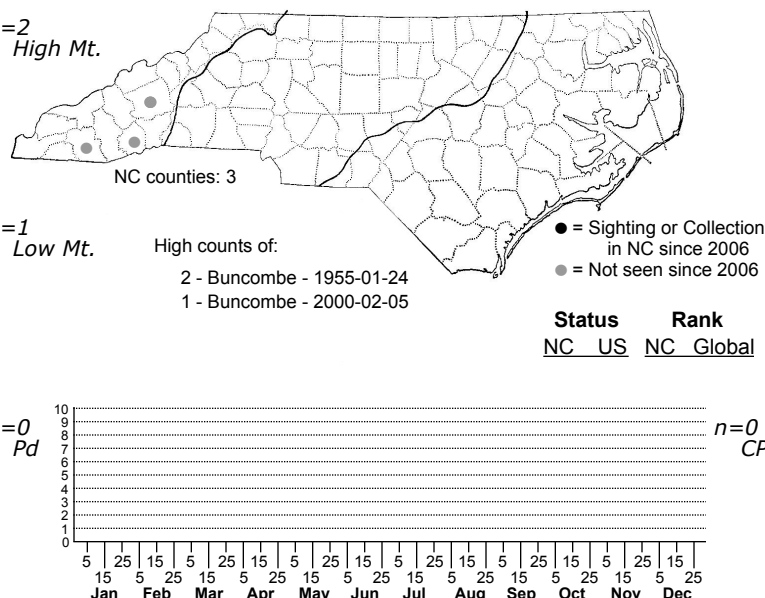 =2
High Mt.
NC counties: 3
=1
Low Mt.
High counts of:
2 - Buncombe - 1955-01-24
1 - Buncombe - 2000-02-05
● = Sighting or Collection
in NC since 2006
● = Not seen since 2006
Status Rank
NC US NC Global
=0
Pd
10
9
8
7
6
5
4
3
2
1
0
n=0
CP
5 25 15 5 25 15 5 25 15 5 25 15 5 25 15 5 25 15
15 5 25 15 5 25 15 5 25 15 5 25 15 5 25 15 5 25
Jan Feb Mar Apr May Jun Jul Aug Sep Oct Nov Dec